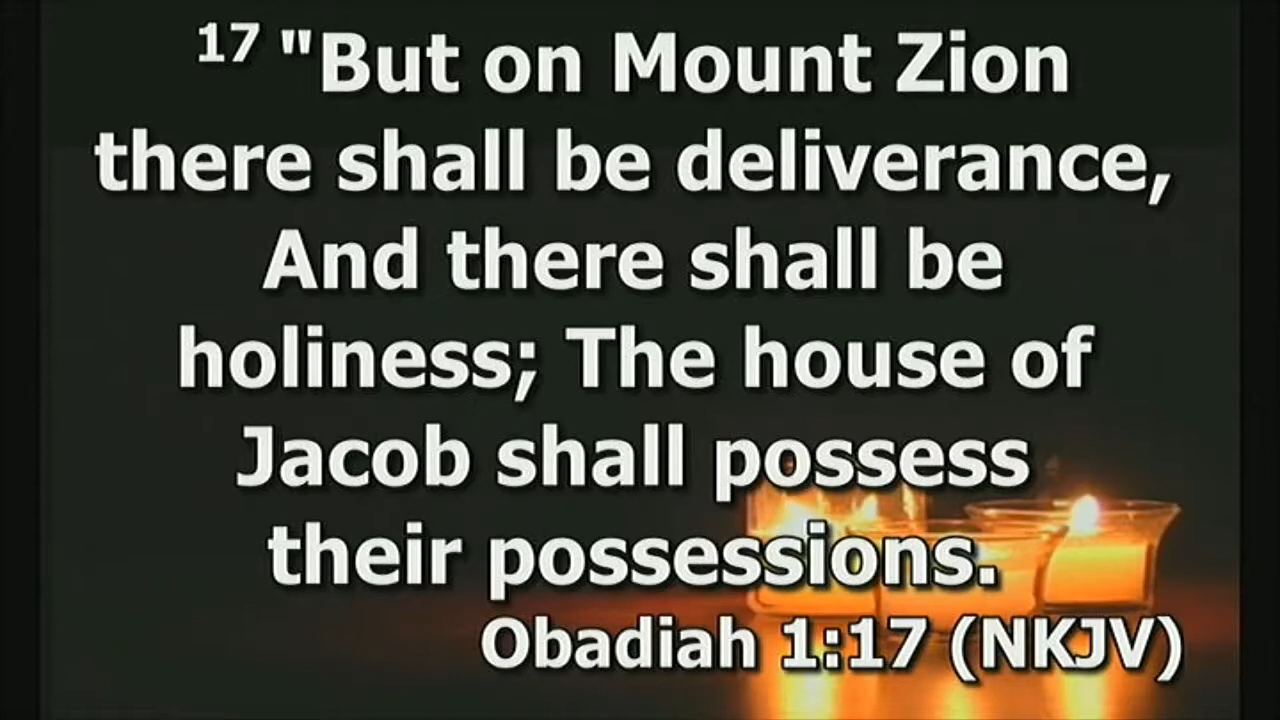 17 "But on Mount Zion
there shall be deliverance,
And there shall be
holiness; The house of
Jacob shall possess
their possessions.
Obadiah 1:17 (NKJV)